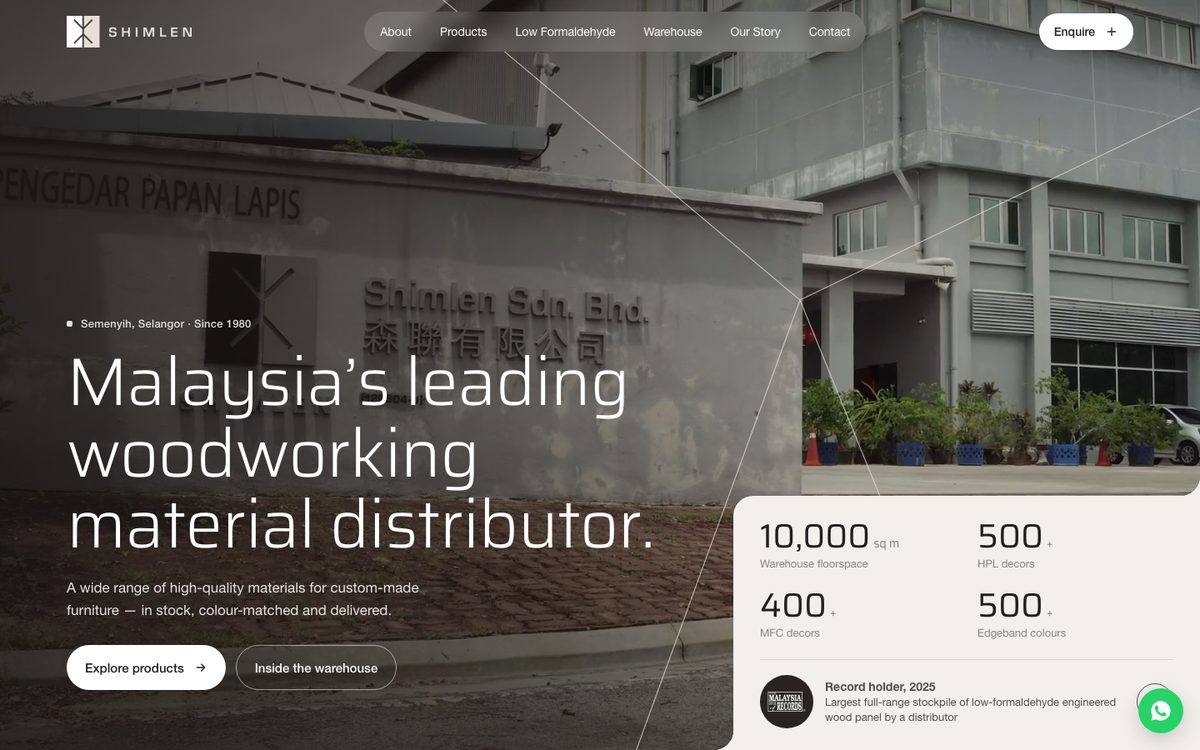 SHIMLEN
About
Products
Low Formaldehyde
Warehouse
Our Story
Contact
Enquire +
PENGEDAR PAPAN LAPIS
Shimlen Sdn. Bhd.
森聯有限公司
Semenyih, Selangor · Since 1980
Malaysia’s leading
woodworking
material distributor.
A wide range of high-quality materials for custom-made
furniture — in stock, colour-matched and delivered.
Explore products →
Inside the warehouse
10,000 sq m
Warehouse floorspace
500 +
HPL decors
400 +
MFC decors
500 +
Edgeband colours
MALAYSIA
RECORDS
Record holder, 2025
Largest full-range stockpile of low-formaldehyde engineered
wood panel by a distributor